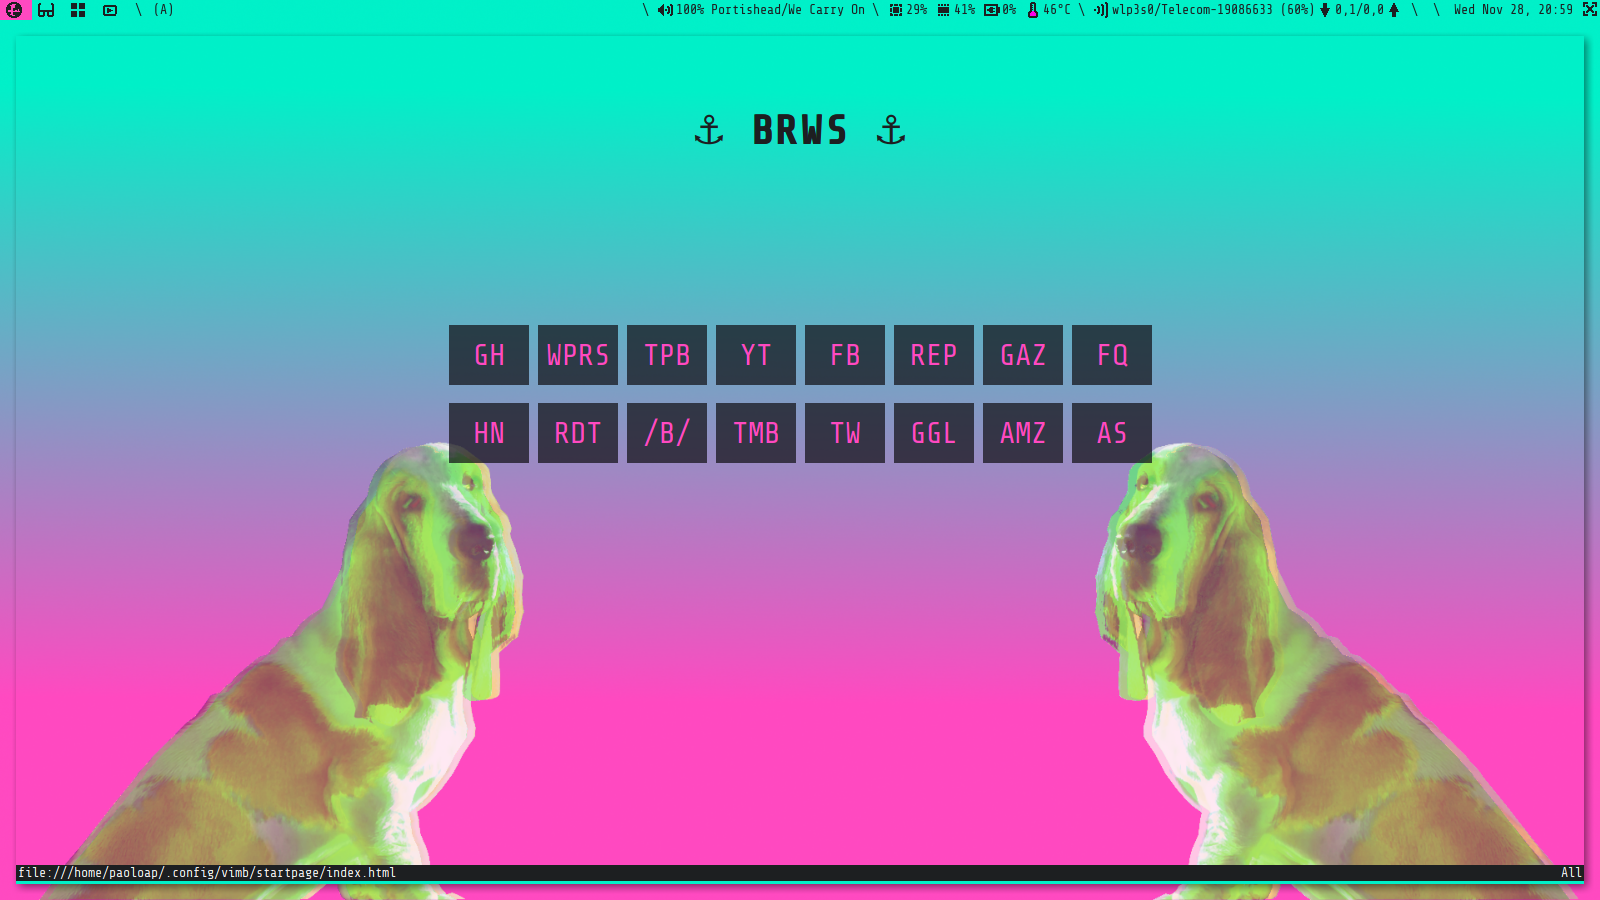 \ (A) \ 100% Portishead/We Carry On \ 29% 41% 0% 46°C \ wlp3s0/Telecom-19086633 (60%) 0,1/0,0 \ \ Wed Nov 28, 20:59
⚓ BRWS ⚓
GH WPRS TPB YT FB REP GAZ FQ
HN RDT /B/ TMB TW GGL AMZ AS
file:///home/paoloap/.config/vimb/startpage/index.html All